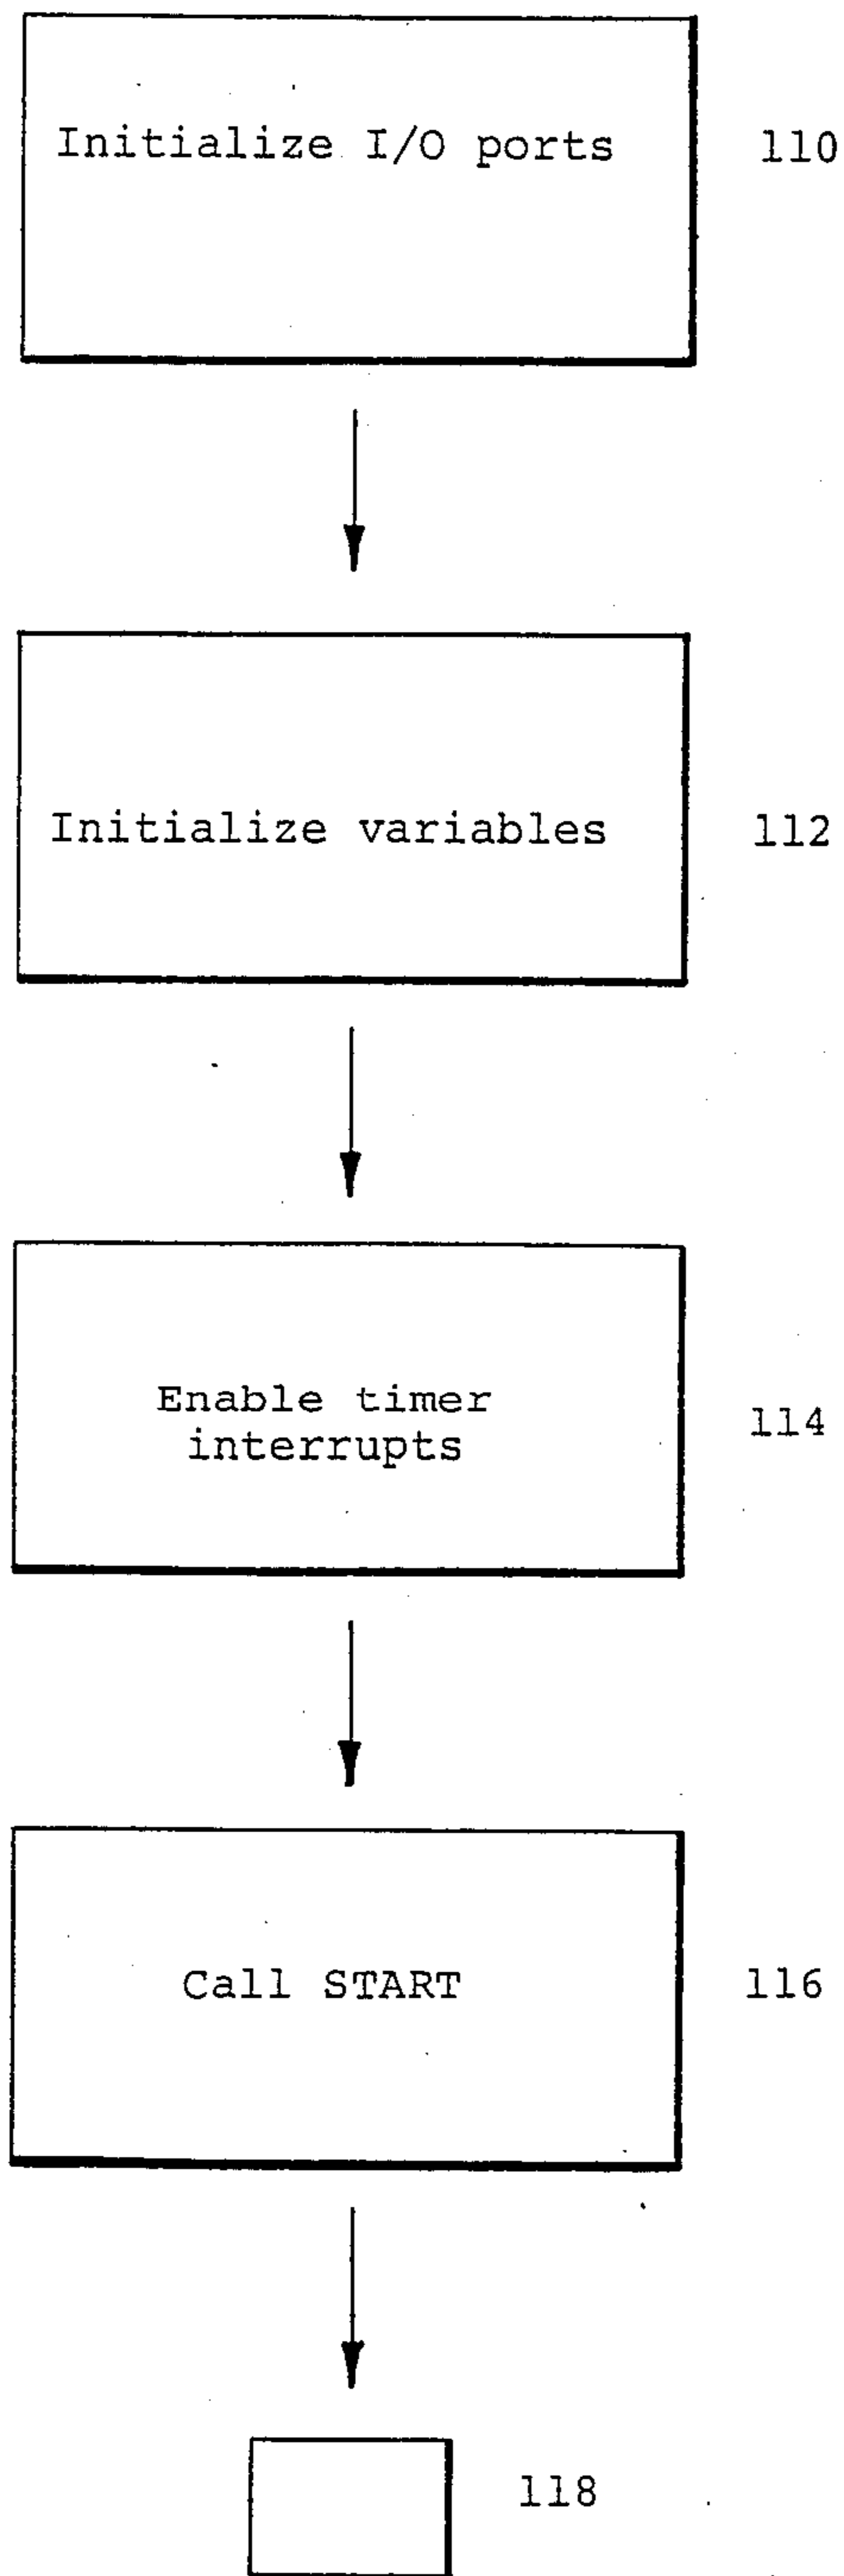 Initialize I/O ports 110
Initialize variables 112
Enable timer
interrupts 114
Call START 116
118